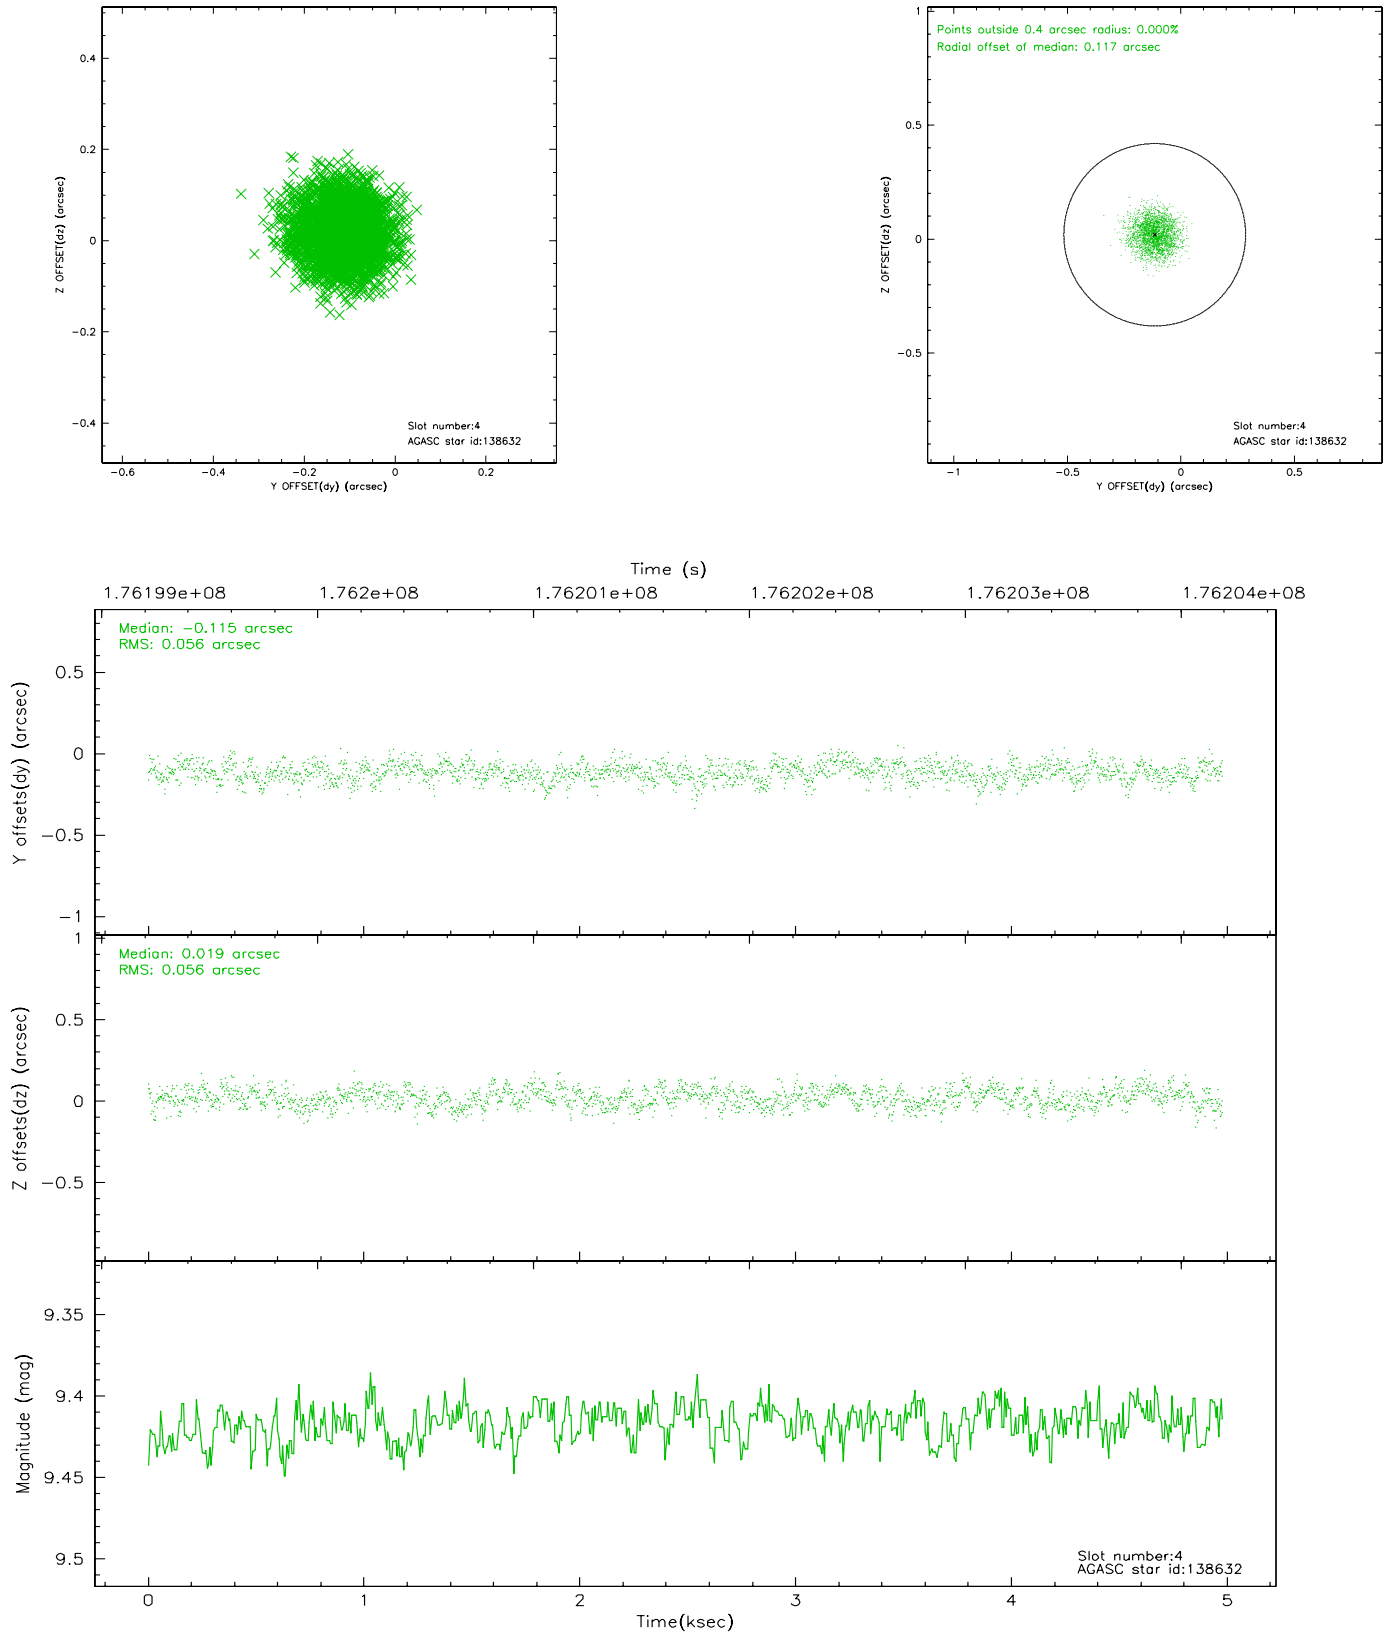 0.4
0.2
0
-0.2
-0.4
Z OFFSET(dz) (arcsec)
Slot number:4
AGASC star id:138632
-0.6 -0.4 -0.2 0 0.2
Y OFFSET(dy) (arcsec)
Points outside 0.4 arcsec radius: 0.000%
Radial offset of median: 0.117 arcsec
1
0.5
0
-0.5
Z OFFSET(dz) (arcsec)
Slot number:4
AGASC star id:138632
-1 -0.5 0 0.5
Y OFFSET(dy) (arcsec)
Time (s)
1.76199e+08 1.762e+08 1.76201e+08 1.76202e+08 1.76203e+08 1.76204e+08
Median: -0.115 arcsec
RMS: 0.056 arcsec
0.5
0
-0.5
-1
Y offsets(dy) (arcsec)
Median: 0.019 arcsec
RMS: 0.056 arcsec
1
0.5
0
-0.5
Z offsets(dz) (arcsec)
9.35
9.4
9.45
9.5
Magnitude (mag)
Slot number:4
AGASC star id:138632
0 1 2 3 4 5
Time(ksec)